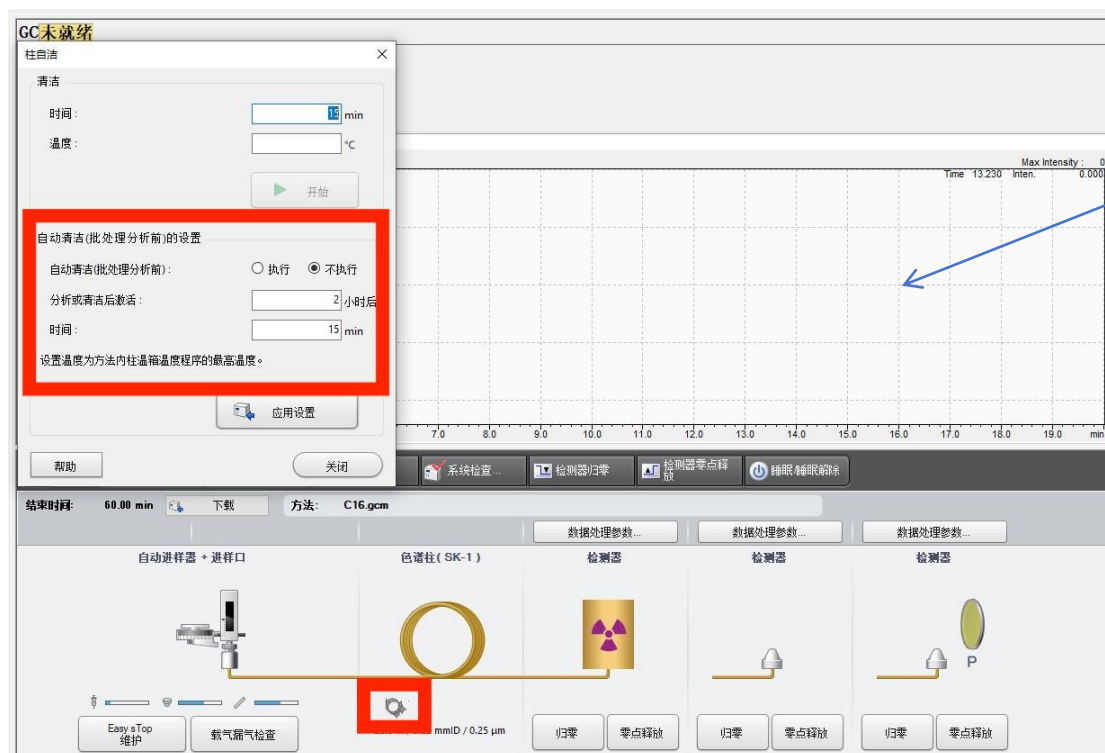 GC未就绪
柱自洁
清洁
时间: 15 min
温度: °C
开始
自动清洁(批处理分析前)的设置
自动清洁(批处理分析前): 执行 不执行
分析或清洁后激活: 2 小时后
时间: 15 min
设置温度为方法内柱温箱温度程序的最高温度。
应用设置
帮助 关闭
Max Intensity : 0
Time 13.230 Inten. 0.000
7.0 8.0 9.0 10.0 11.0 12.0 13.0 14.0 15.0 16.0 17.0 18.0 19.0 min
系统检查... 检测器归零 检测器零点释放 睡眠/睡眠解除
结束时间: 60.00 min 下载 方法: C16.gcm
数据处理参数... 数据处理参数... 数据处理参数...
自动进样器 + 进样口 色谱柱( SK-1 ) 检测器 检测器 检测器
P
mmID / 0.25 µm
Easy sTop
维护
载气漏气检查 归零 零点释放 归零 零点释放 归零 零点释放